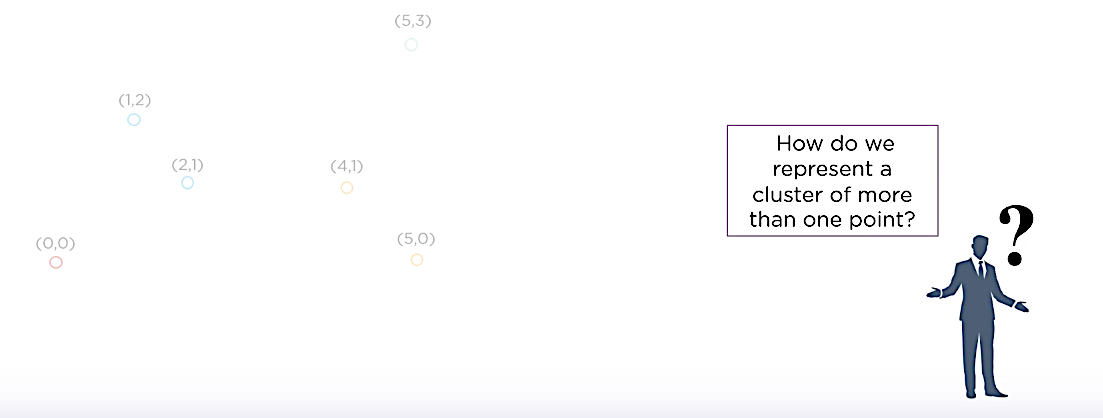 (5,3)
(1,2)
(2,1)
(4,1)
(0,0)
(5,0)
How do we
represent a
cluster of more
than one point?
?